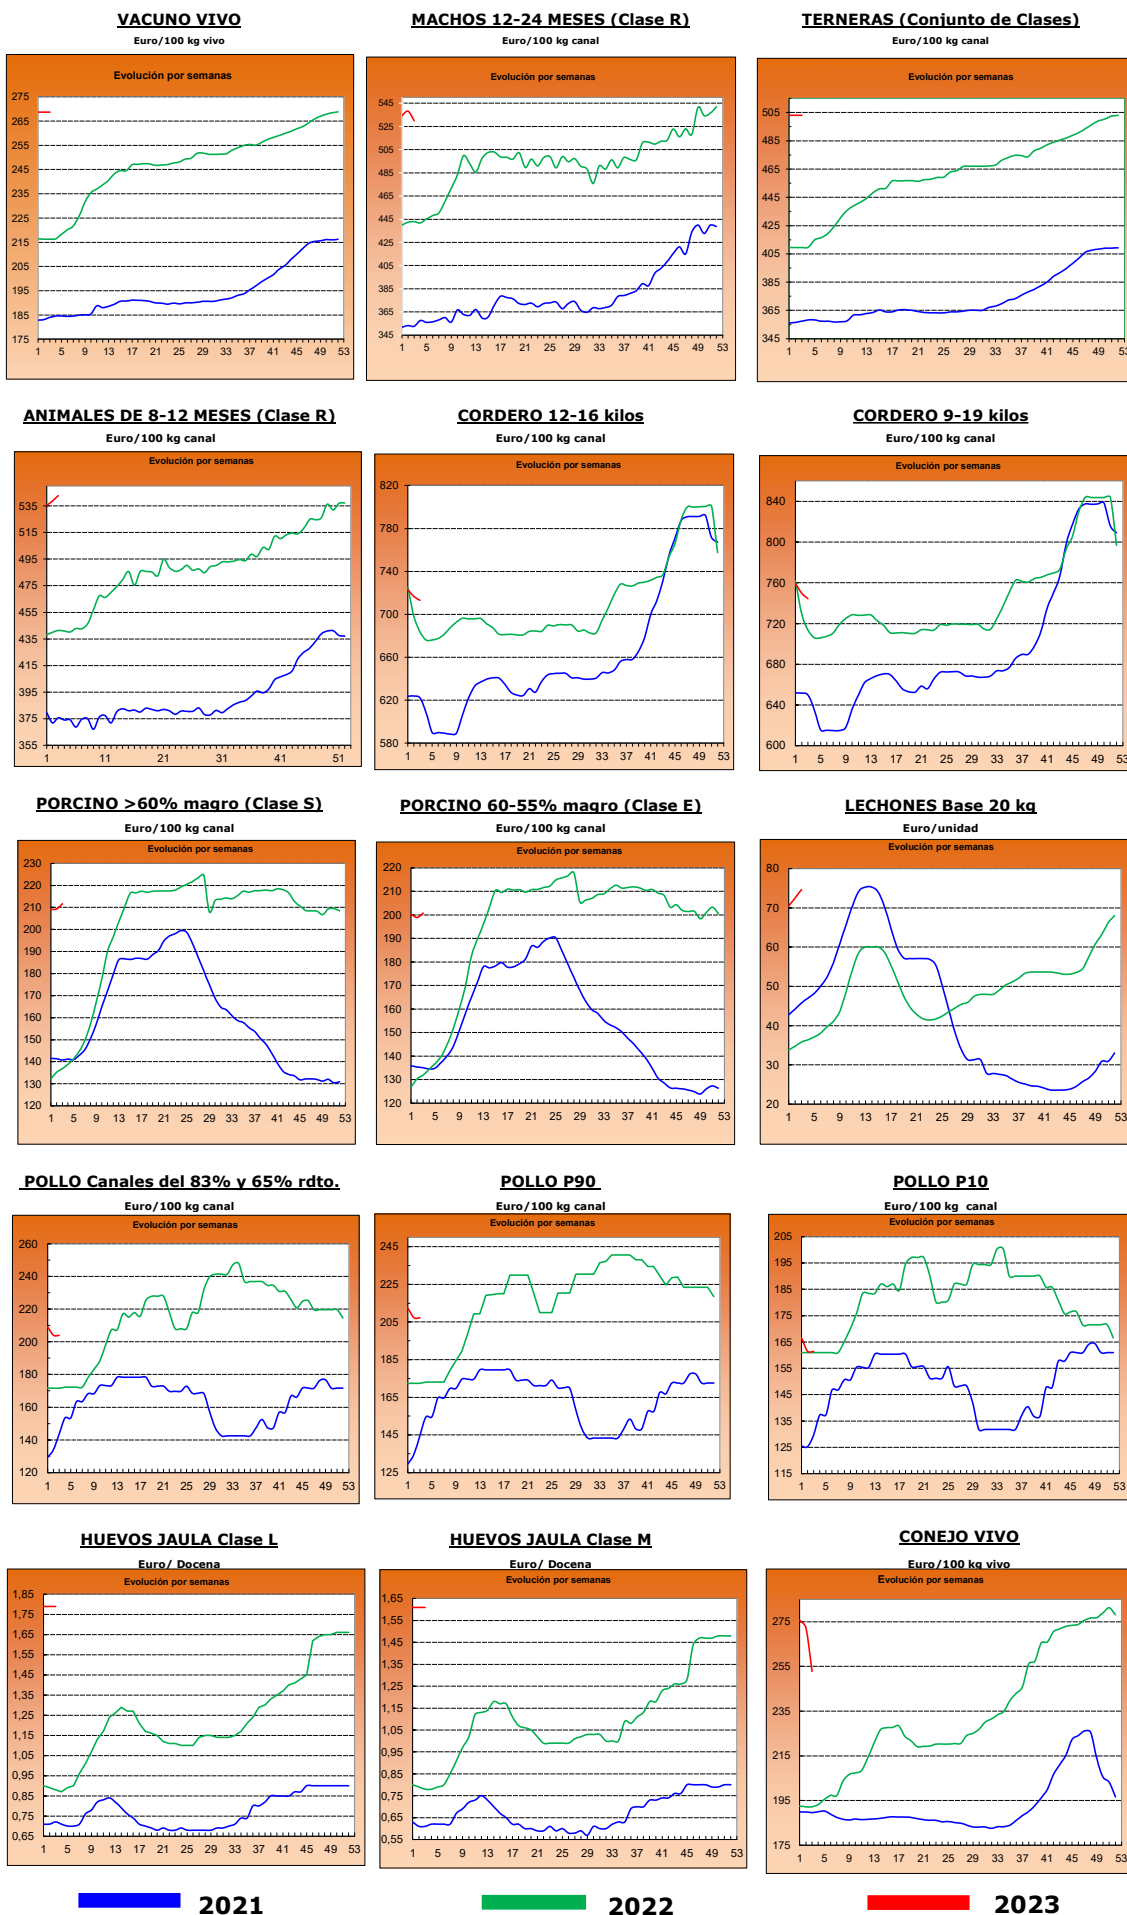 VACUNO VIVO
Euro/100 kg vivo
Evolución por semanas
275
265
255
245
235
225
215
205
195
185
175
1 5 9 13 17 21 25 29 33 37 41 45 49 53
MACHOS 12-24 MESES (Clase R)
Euro/100 kg canal
Evolución por semanas
545
525
505
485
465
445
425
405
385
365
345
1 5 9 13 17 21 25 29 33 37 41 45 49 53
TERNERAS (Conjunto de Clases)
Euro/100 kg canal
Evolución por semanas
505
485
465
445
425
405
385
365
345
1 5 9 13 17 21 25 29 33 37 41 45 49 53
ANIMALES DE 8-12 MESES (Clase R)
Euro/100 kg canal
Evolución por semanas
535
515
495
475
455
435
415
395
375
355
1 11 21 31 41 51
CORDERO 12-16 kilos
Euro/100 kg canal
Evolución por semanas
820
780
740
700
660
620
580
1 5 9 13 17 21 25 29 33 37 41 45 49 53
CORDERO 9-19 kilos
Euro/100 kg canal
Evolución por semanas
840
800
760
720
680
640
600
1 5 9 13 17 21 25 29 33 37 41 45 49 53
PORCINO >60% magro (Clase S)
Euro/100 kg canal
Evolución por semanas
230
220
210
200
190
180
170
160
150
140
130
120
1 5 9 13 17 21 25 29 33 37 41 45 49 53
PORCINO 60-55% magro (Clase E)
Euro/100 kg canal
Evolución por semanas
220
210
200
190
180
170
160
150
140
130
120
1 5 9 13 17 21 25 29 33 37 41 45 49 53
LECHONES Base 20 kg
Euro/unidad
Evolución por semanas
80
70
60
50
40
30
20
1 5 9 13 17 21 25 29 33 37 41 45 49 53
POLLO Canales del 83% y 65% rdto.
Euro/100 kg canal
Evolución por semanas
260
240
220
200
180
160
140
120
1 5 9 13 17 21 25 29 33 37 41 45 49 53
POLLO P90
Euro/100 kg canal
Evolución por semanas
245
225
205
185
165
145
125
1 5 9 13 17 21 25 29 33 37 41 45 49 53
POLLO P10
Euro/100 kg canal
Evolución por semanas
205
195
185
175
165
155
145
135
125
115
1 5 9 13 17 21 25 29 33 37 41 45 49 53
HUEVOS JAULA Clase L
Euro/ Docena
Evolución por semanas
1,85
1,75
1,65
1,55
1,45
1,35
1,25
1,15
1,05
0,95
0,85
0,75
0,65
1 5 9 13 17 21 25 29 33 37 41 45 49 53
HUEVOS JAULA Clase M
Euro/ Docena
Evolución por semanas
1,65
1,55
1,45
1,35
1,25
1,15
1,05
0,95
0,85
0,75
0,65
0,55
1 5 9 13 17 21 25 29 33 37 41 45 49 53
CONEJO VIVO
Euro/100 kg vivo
Evolución por semanas
275
255
235
215
195
175
1 5 9 13 17 21 25 29 33 37 41 45 49 53
2021
2022
2023